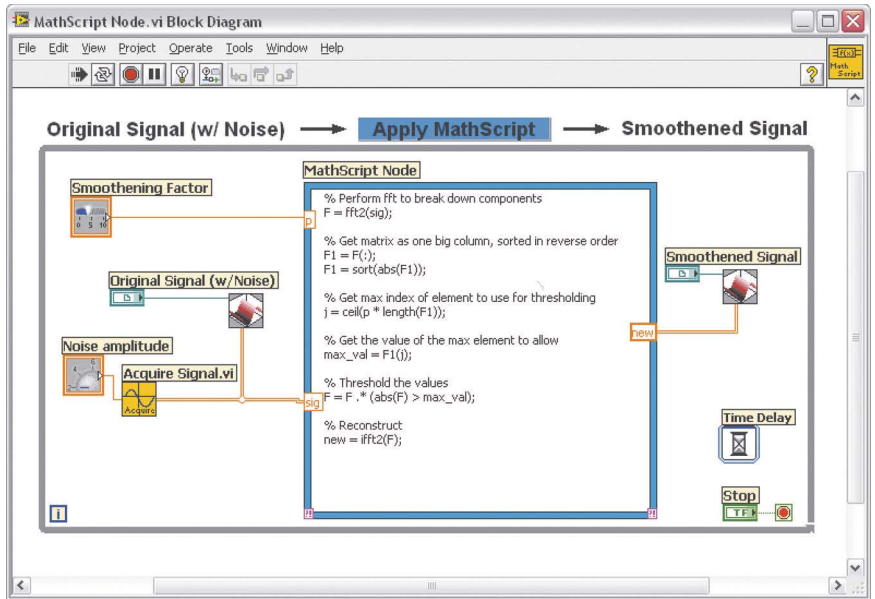 MathScript Node.vi Block Diagram
File Edit View Project Operate Tools Window Help
Math
Script
Original Signal (w/ Noise) → Apply MathScript → Smoothened Signal
MathScript Node
Smoothening Factor
0 5 10
p
% Perform fft to break down components
F = fft2(sig);
% Get matrix as one big column, sorted in reverse order
F1 = F(:);
F1 = sort(abs(F1));
% Get max index of element to use for thresholding
j = ceil(p * length(F1));
% Get the value of the max element to allow
max_val = F1(j);
% Threshold the values
F = F .* (abs(F) > max_val);
% Reconstruct
new = ifft2(F);
Original Signal (w/Noise)
Noise amplitude
Acquire Signal.vi
Acquire
sig
new
Smoothened Signal
Time Delay
Stop
TF
i